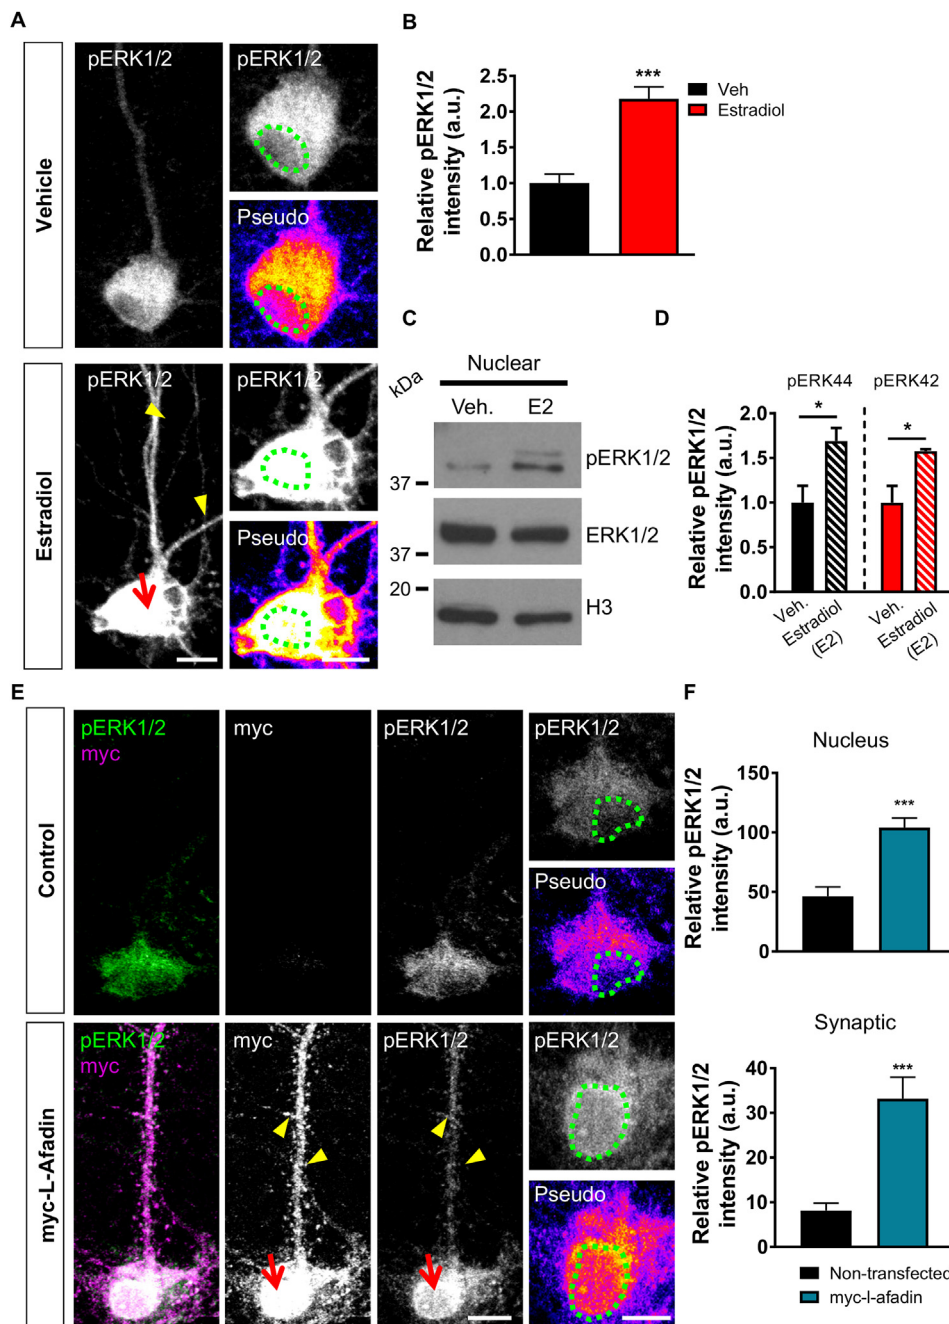 A
Vehicle
pERK1/2
pERK1/2
Pseudo
Estradiol
pERK1/2
pERK1/2
Pseudo
B
Relative pERK1/2
intensity (a.u.)
2.5
2.0
1.5
1.0
0.5
0.0
***
Veh
Estradiol
C
kDa
Nuclear
Veh.
E2
37
pERK1/2
37
ERK1/2
20
H3
D
pERK44
pERK42
Relative pERK1/2
intensity (a.u.)
2.0
1.5
1.0
0.5
0.0
*
*
Veh.
Estradiol
(E2)
Veh.
Estradiol
(E2)
E
Control
pERK1/2
myc
myc
pERK1/2
pERK1/2
Pseudo
myc-L-Afadin
pERK1/2
myc
myc
pERK1/2
pERK1/2
Pseudo
F
Nucleus
Relative pERK1/2
intensity (a.u.)
150
100
50
0
***
Synaptic
Relative pERK1/2
intensity (a.u.)
40
30
20
10
0
***
Non-transfected
myc-l-afadin